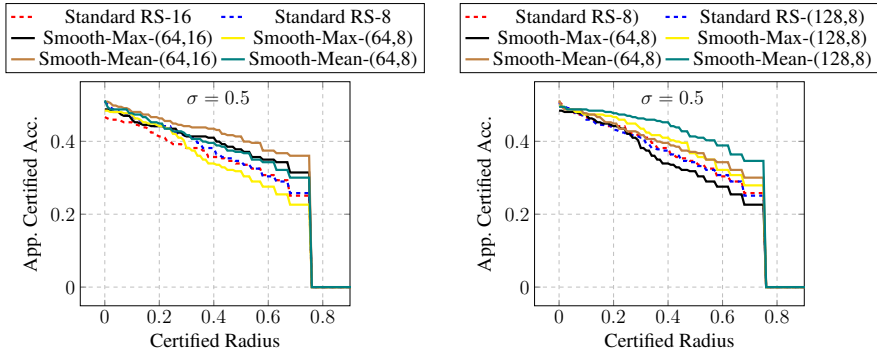 Standard RS-16 Standard RS-8
Smooth-Max-(64,16) Smooth-Max-(64,8)
Smooth-Mean-(64,16) Smooth-Mean-(64,8)
σ = 0.5
App. Certified Acc.
0.4
0.2
0
0 0.2 0.4 0.6 0.8
Certified Radius
Standard RS-8) Standard RS-(128,8)
Smooth-Max-(64,8) Smooth-Max-(128,8)
Smooth-Mean-(64,8) Smooth-Mean-(128,8)
σ = 0.5
App. Certified Acc.
0.4
0.2
0
0 0.2 0.4 0.6 0.8
Certified Radius